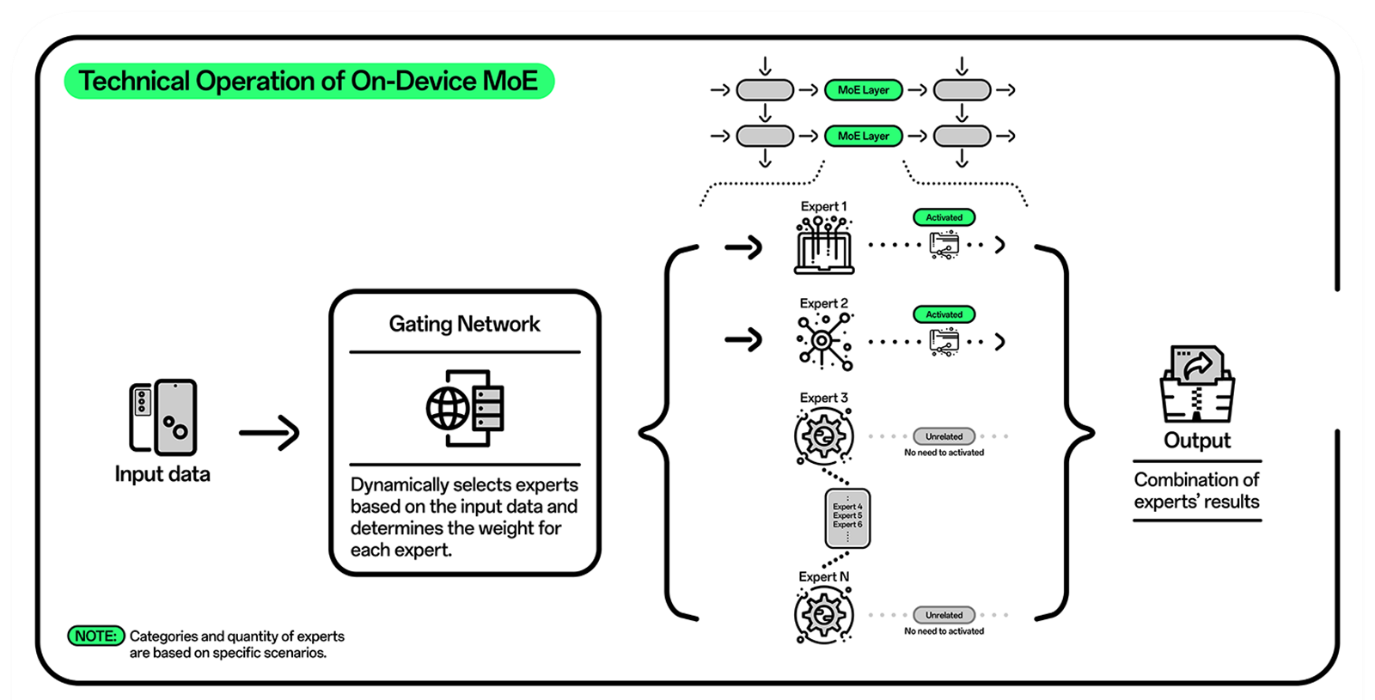 Technical Operation of On-Device MoE
MoE Layer
MoE Layer
Expert 1
Activated
Expert 2
Activated
Gating Network
Dynamically selects experts
based on the input data and
determines the weight for
each expert.
Input data
Expert 3
Unrelated
No need to activated
Expert 4
Expert 5
Expert 6
Expert N
Unrelated
No need to activated
Output
Combination of
experts' results
NOTE: Categories and quantity of experts
are based on specific scenarios.